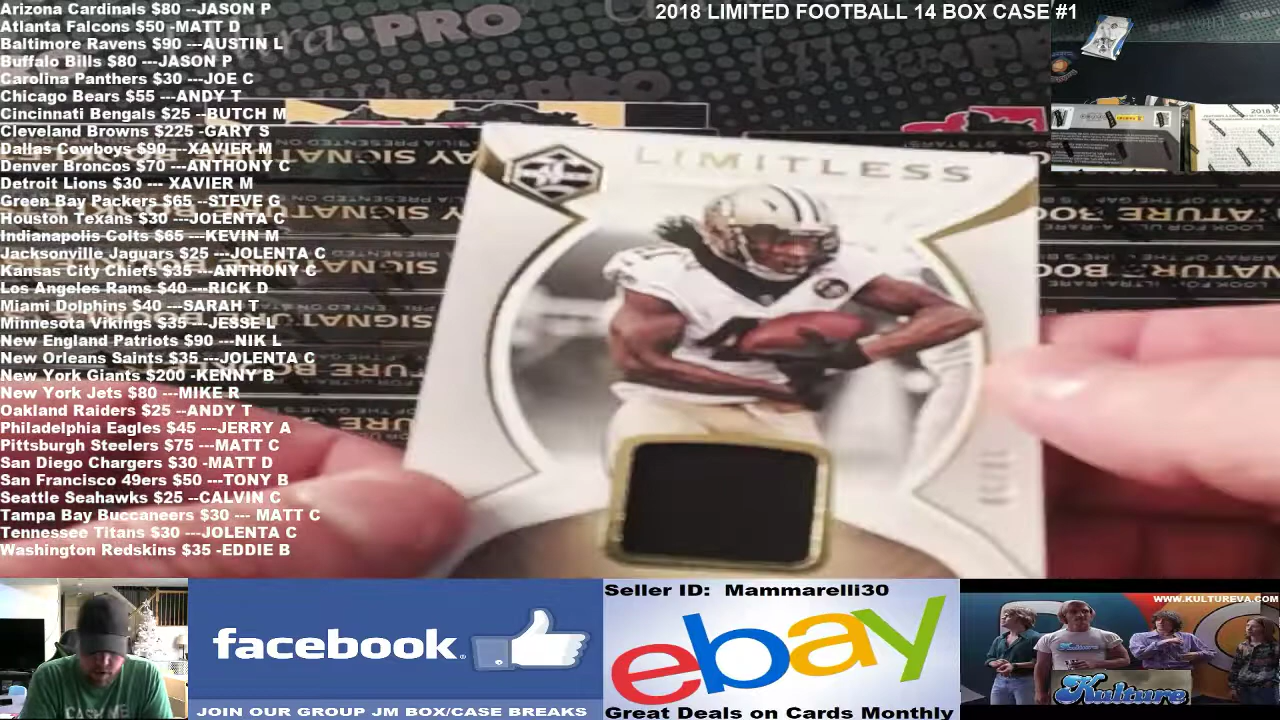 Arizona Cardinals $80 --JASON P
Atlanta Falcons $50 -MATT D
Baltimore Ravens $90 ---AUSTIN L
Buffalo Bills $80 ---JASON P
Carolina Panthers $30 ---JOE C
Chicago Bears $55 ---ANDY T
Cincinnati Bengals $25 --BUTCH M
Cleveland Browns $225 -GARY S
Dallas Cowboys $90 ---XAVIER M
Denver Broncos $70 ---ANTHONY C
Detroit Lions $30 --- XAVIER M
Green Bay Packers $65 --STEVE G
Houston Texans $30 ---JOLENTA C
Indianapolis Colts $65 ---KEVIN M
Jacksonville Jaguars $25 ---JOLENTA C
Kansas City Chiefs $35 ---ANTHONY C
Los Angeles Rams $40 ---RICK D
Miami Dolphins $40 ---SARAH T
Minnesota Vikings $35 ---JESSE L
New England Patriots $90 ---NIK L
New Orleans Saints $35 ---JOLENTA C
New York Giants $200 -KENNY B
New York Jets $80 ---MIKE R
Oakland Raiders $25 --ANDY T
Philadelphia Eagles $45 ---JERRY A
Pittsburgh Steelers $75 ---MATT C
San Diego Chargers $30 -MATT D
San Francisco 49ers $50 ---TONY B
Seattle Seahawks $25 --CALVIN C
Tampa Bay Buccaneers $30 --- MATT C
Tennessee Titans $30 ---JOLENTA C
Washington Redskins $35 -EDDIE B
2018 LIMITED FOOTBALL 14 BOX CASE #1
PRO
LIMITLESS
SIGNATURE
facebook
JOIN OUR GROUP JM BOX/CASE BREAKS
Seller ID: Mammarelli30
ebay
Great Deals on Cards Monthly
WWW.KULTUREVA.COM
Kulture